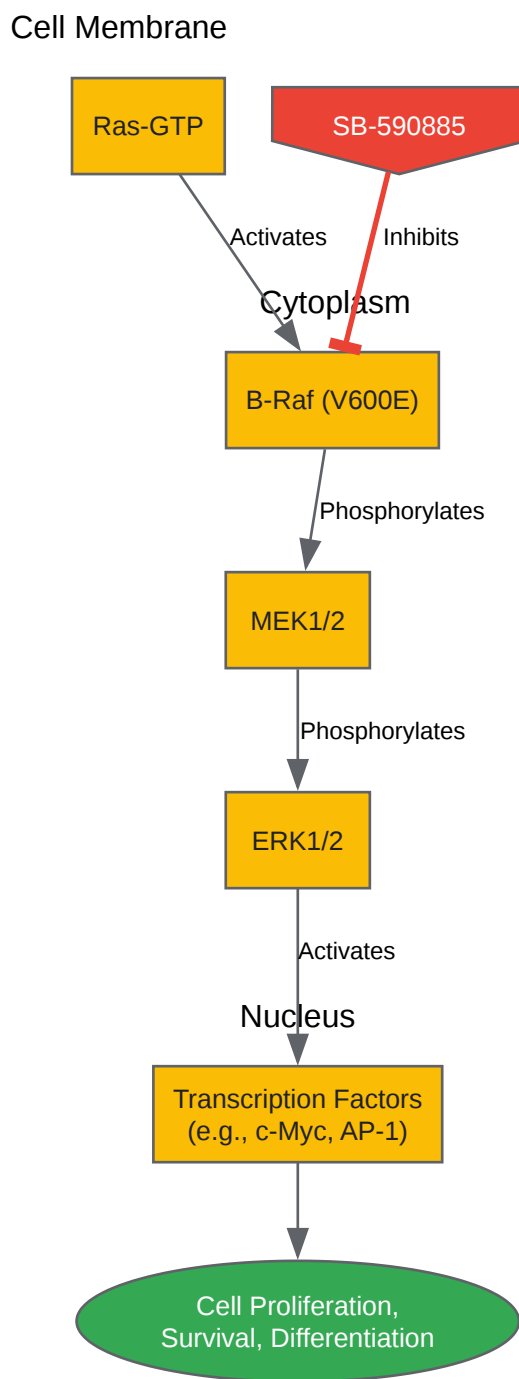 Cell Membrane
Ras-GTP
SB-590885
Activates
Inhibits
Cytoplasm
B-Raf (V600E)
Phosphorylates
MEK1/2
Phosphorylates
ERK1/2
Activates
Nucleus
Transcription Factors
(e.g., c-Myc, AP-1)
Cell Proliferation,
Survival, Differentiation